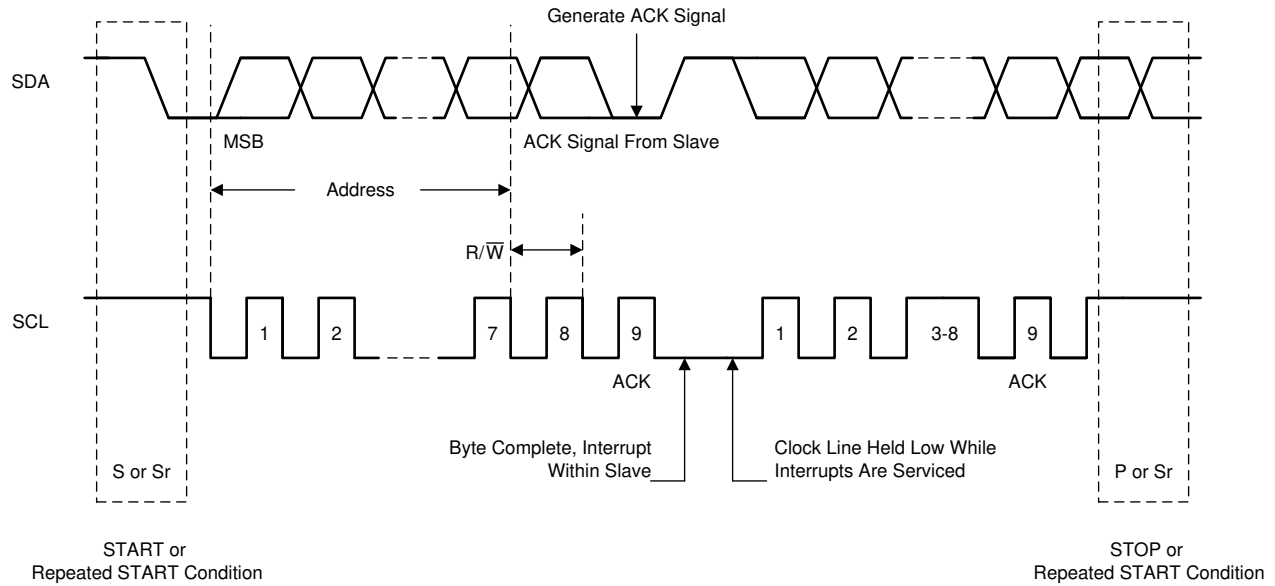 Generate ACK Signal
SDA
MSB
ACK Signal From Slave
Address
R/W̅
SCL
1
2
7
8
9
1
2
3-8
9
ACK
ACK
Byte Complete, Interrupt
Within Slave
Clock Line Held Low While
Interrupts Are Serviced
S or Sr
P or Sr
START or
Repeated START Condition
STOP or
Repeated START Condition